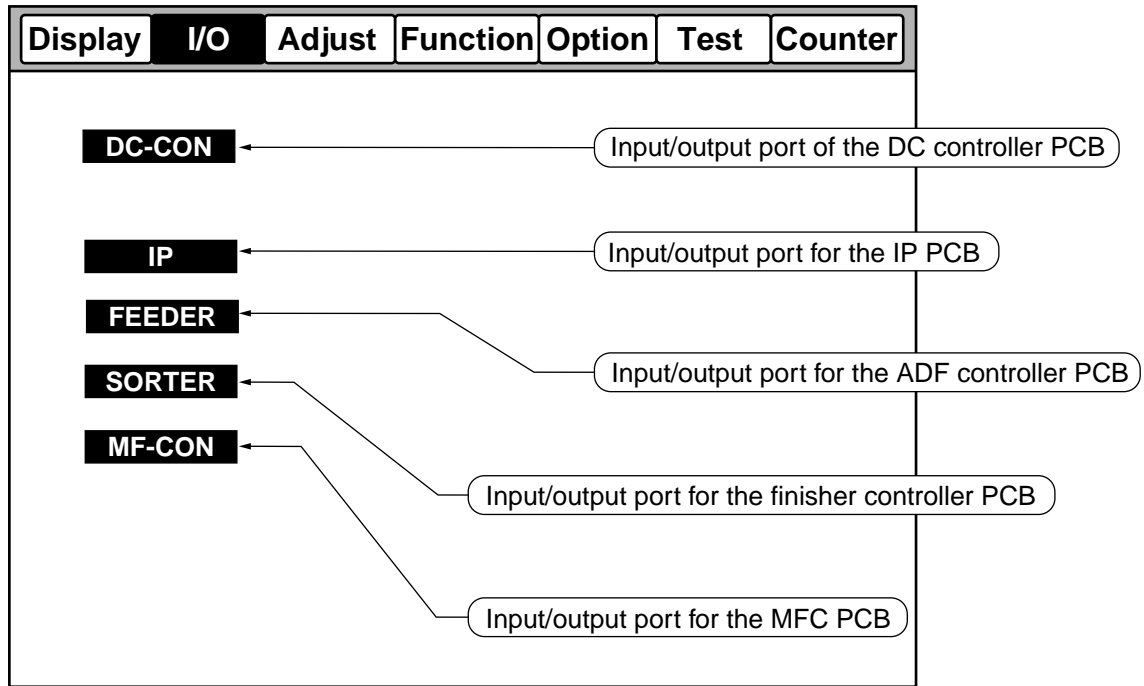 Display I/O Adjust Function Option Test Counter
DC-CON Input/output port of the DC controller PCB
IP Input/output port for the IP PCB
FEEDER Input/output port for the ADF controller PCB
SORTER Input/output port for the finisher controller PCB
MF-CON Input/output port for the MFC PCB